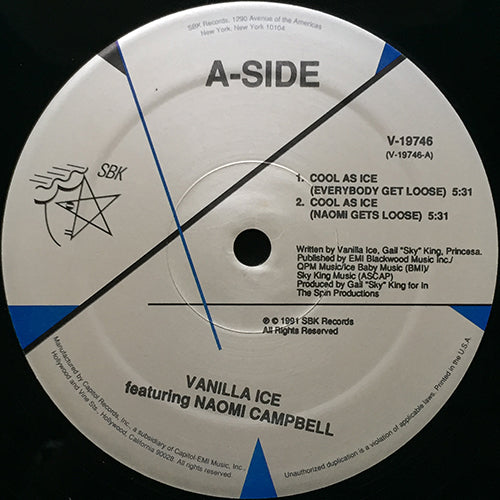 SBK Records, 1290 Avenue of the Americas
New York, New York 10104
A-SIDE
V-19746
(V-19746-A)
SBK
1. COOL AS ICE
(EVERYBODY GET LOOSE) 5:31
2. COOL AS ICE
(NAOMI GETS LOOSE) 5:31
Written by Vanilla Ice, Gail "Sky" King, Princesa.
Published by EMI Blackwood Music Inc./
QPM Music/Ice Baby Music (BMI)/
Sky King Music (ASCAP)
Produced by Gail "Sky" King for In
The Spin Productions
℗ © 1991 SBK Records
All Rights Reserved
VANILLA ICE
featuring NAOMI CAMPBELL
Manufactured by Capitol Records, Inc., a subsidiary of Capitol-EMI Music, Inc.,
Hollywood and Vine Sts., Hollywood, California 90028. All rights reserved.
Unauthorized duplication is a violation of applicable laws. Printed in the U.S.A.